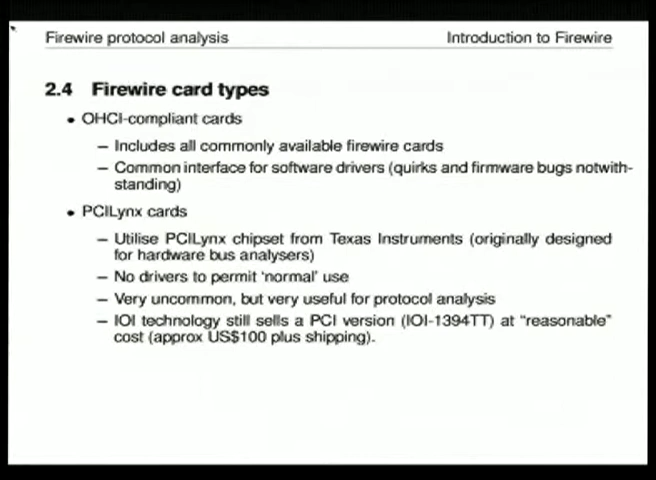 Firewire protocol analysis Introduction to Firewire
2.4 Firewire card types
• OHCI-compliant cards
– Includes all commonly available firewire cards
– Common interface for software drivers (quirks and firmware bugs notwith-
standing)
• PCILynx cards
– Utilise PCILynx chipset from Texas Instruments (originally designed
for hardware bus analysers)
– No drivers to permit 'normal' use
– Very uncommon, but very useful for protocol analysis
– IOI technology still sells a PCI version (IOI-1394TT) at "reasonable"
cost (approx US$100 plus shipping).